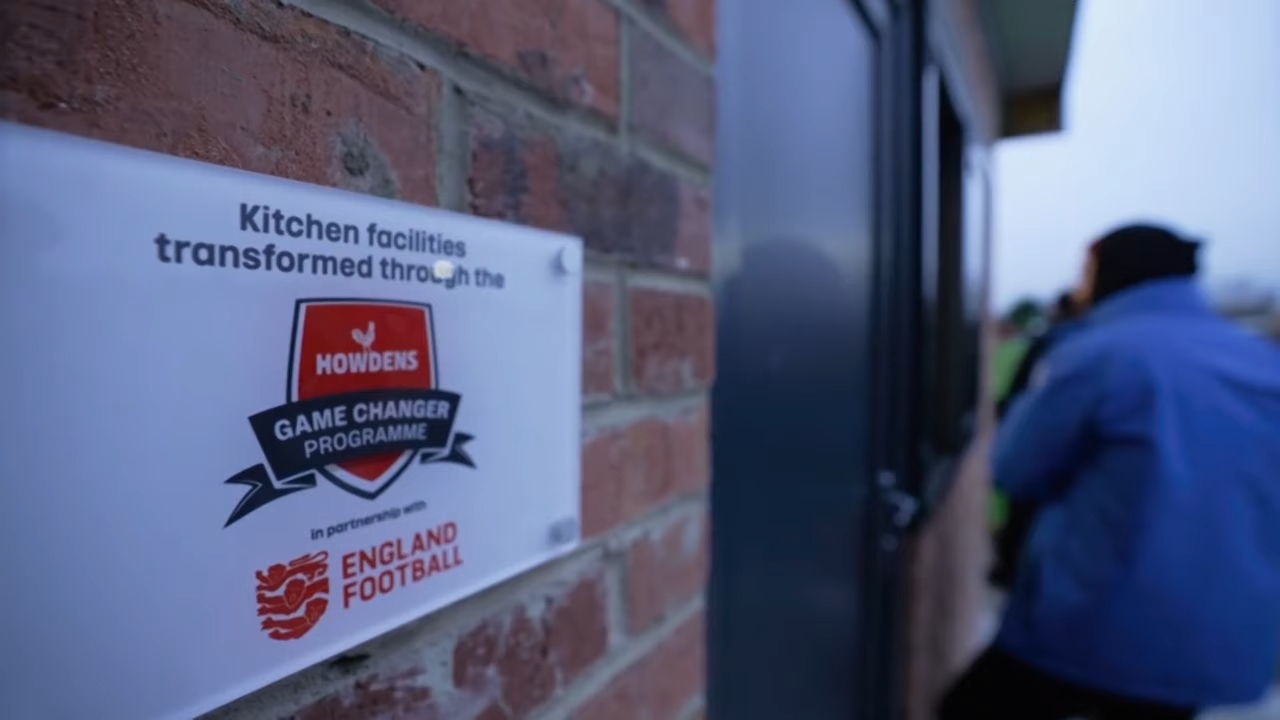 Kitchen facilities
transformed through the
HOWDENS
GAME CHANGER
PROGRAMME
in partnership with
ENGLAND
FOOTBALL